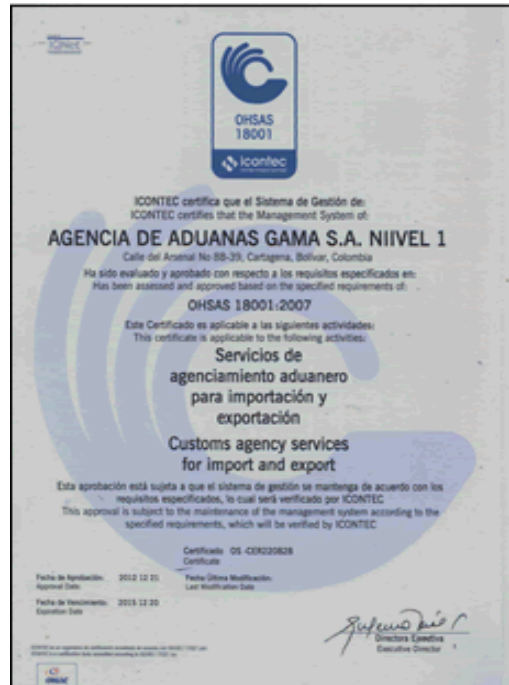 IQNet
OHSAS
18001
icontec
ICONTEC certifica que el Sistema de Gestión de:
ICONTEC certifies that the Management System of:
AGENCIA DE ADUANAS GAMA S.A. NIIVEL 1
Calle del Arsenal No 8B-39, Cartagena, Bolívar, Colombia
Ha sido evaluado y aprobado con respecto a los requisitos especificados en:
Has been assessed and approved based on the specified requirements of:
OHSAS 18001:2007
Este Certificado es aplicable a las siguientes actividades:
This certificate is applicable to the following activities:
Servicios de
agenciamiento aduanero
para importación y
exportación
Customs agency services
for import and export
Esta aprobación está sujeta a que el sistema de gestión se mantenga de acuerdo con los
requisitos especificados, lo cual será verificado por ICONTEC
This approval is subject to the maintenance of the management system according to the
specified requirements, which will be verified by ICONTEC
Certificado OS -CER220828
Certificate
Fecha de Aprobación: 2012 12 21 Fecha Última Modificación:
Approval Date: Last Modification Date
Fecha de Vencimiento: 2015 12 20
Expiration Date
Directora Ejecutiva
Executive Director